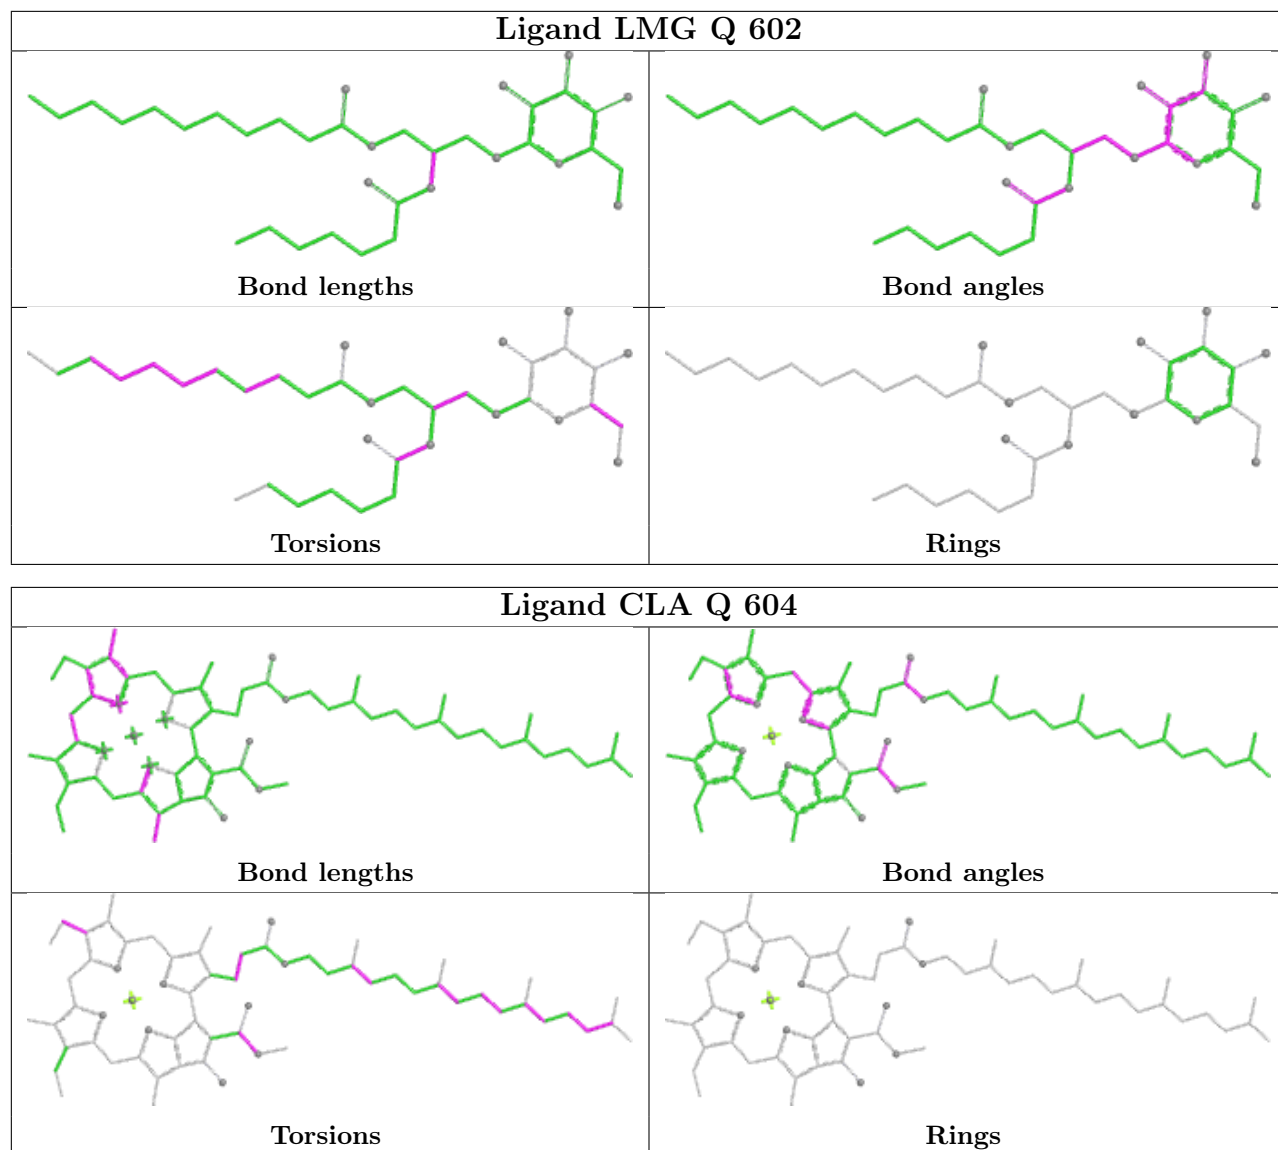 Ligand LMG Q 602
Bond lengths
Bond angles
Torsions
Rings
Ligand CLA Q 604
Bond lengths
Bond angles
Torsions
Rings